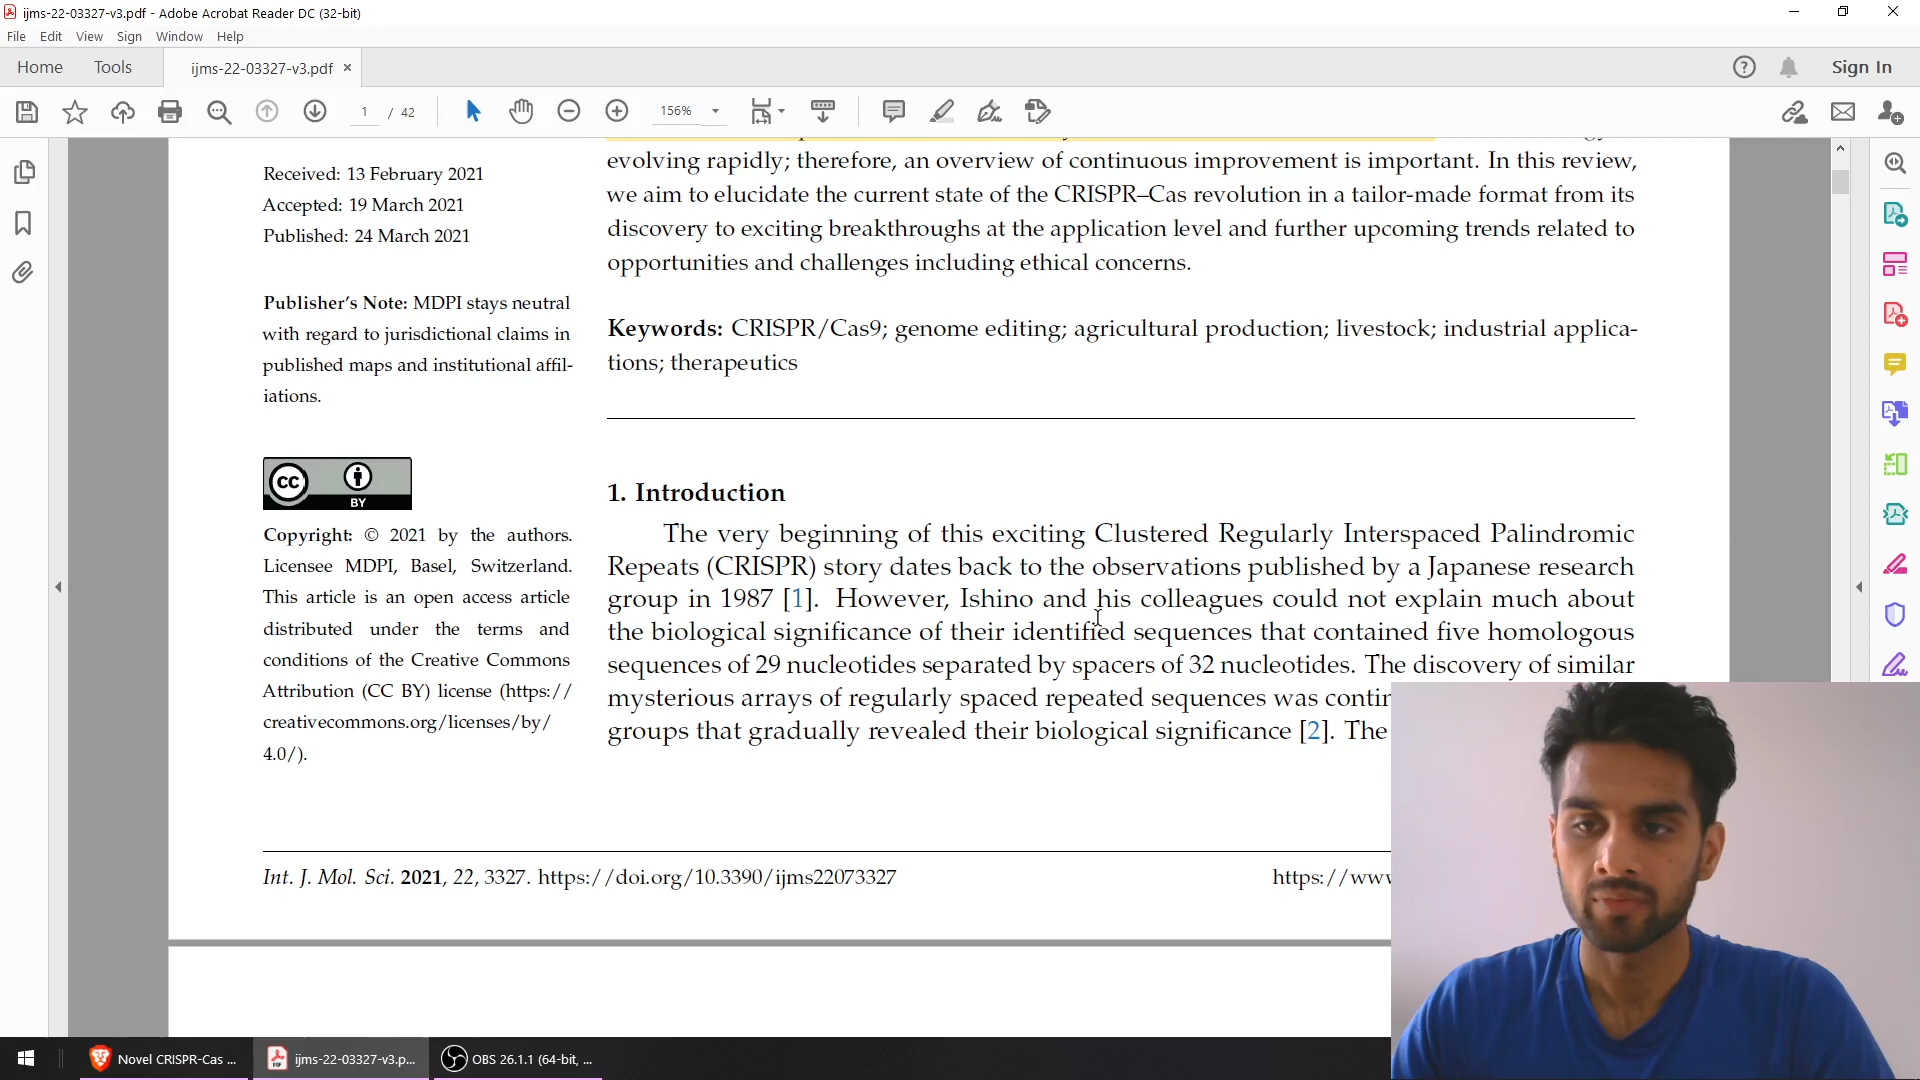 ijms-22-03327-v3.pdf - Adobe Acrobat Reader DC (32-bit)
File Edit View Sign Window Help
Home Tools ijms-22-03327-v3.pdf × Sign In
1 / 42 156%
Received: 13 February 2021
Accepted: 19 March 2021
Published: 24 March 2021
Publisher's Note: MDPI stays neutral
with regard to jurisdictional claims in
published maps and institutional affil-
iations.
CC BY
Copyright: © 2021 by the authors.
Licensee MDPI, Basel, Switzerland.
This article is an open access article
distributed under the terms and
conditions of the Creative Commons
Attribution (CC BY) license (https://
creativecommons.org/licenses/by/
4.0/).
evolving rapidly; therefore, an overview of continuous improvement is important. In this review,
we aim to elucidate the current state of the CRISPR–Cas revolution in a tailor-made format from its
discovery to exciting breakthroughs at the application level and further upcoming trends related to
opportunities and challenges including ethical concerns.
Keywords: CRISPR/Cas9; genome editing; agricultural production; livestock; industrial applica-
tions; therapeutics
1. Introduction
The very beginning of this exciting Clustered Regularly Interspaced Palindromic
Repeats (CRISPR) story dates back to the observations published by a Japanese research
group in 1987 [1]. However, Ishino and his colleagues could not explain much about
the biological significance of their identified sequences that contained five homologous
sequences of 29 nucleotides separated by spacers of 32 nucleotides. The discovery of similar
mysterious arrays of regularly spaced repeated sequences was contin
groups that gradually revealed their biological significance [2]. The
Int. J. Mol. Sci. 2021, 22, 3327. https://doi.org/10.3390/ijms22073327 https://www
Novel CRISPR-Cas ... ijms-22-03327-v3.p... OBS 26.1.1 (64-bit, ...